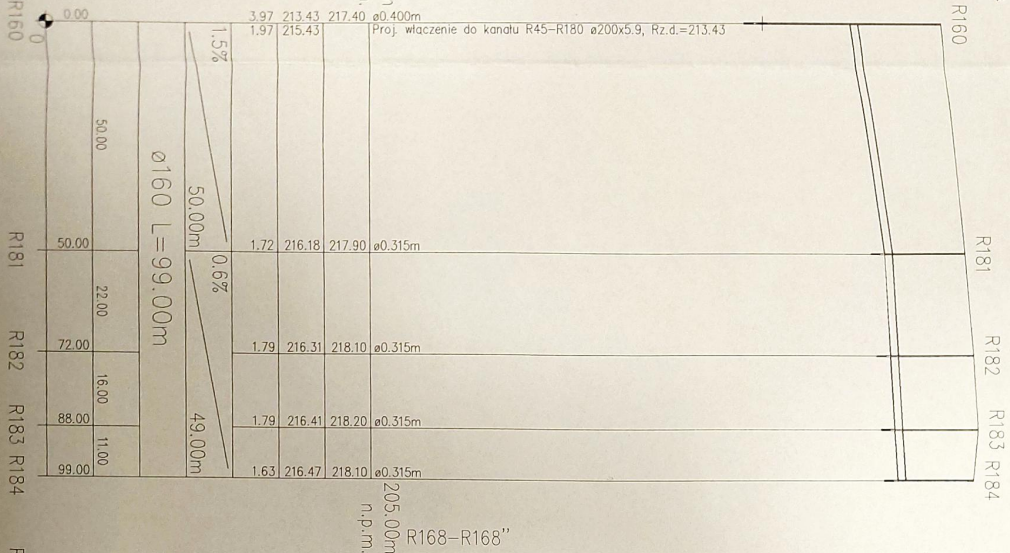 R160
0
0.00
3.97 213.43 217.40 ø0.400m
1.97 215.43 Proj. włączenie do kanału R45-R180 ø200x5.9, Rz.d.=213.43
R160
1.5%
50.00
50.00m
ø160 L=99.00m
R181
50.00
1.72 216.18 217.90 ø0.315m
R181
0.6%
22.00
R182
72.00
1.79 216.31 218.10 ø0.315m
R182
16.00
49.00m
R183
88.00
1.79 216.41 218.20 ø0.315m
R183
11.00
R184
99.00
1.63 216.47 218.10 ø0.315m
R184
205.00m
n.p.m.
R168-R168"